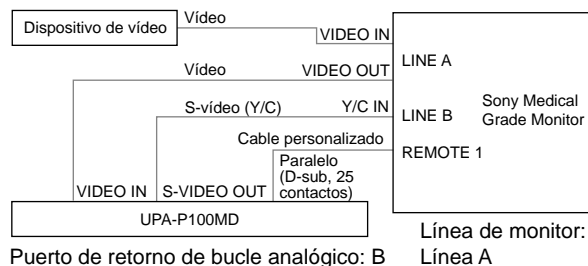 Dispositivo de vídeo
Vídeo
VIDEO IN
LINE A
Vídeo
VIDEO OUT
S-vídeo (Y/C)
Y/C IN
LINE B
Sony Medical
Grade Monitor
Cable personalizado
REMOTE 1
Paralelo
(D-sub, 25
contactos)
VIDEO IN
S-VIDEO OUT
UPA-P100MD
Línea de monitor:
Puerto de retorno de bucle analógico: B
Línea A